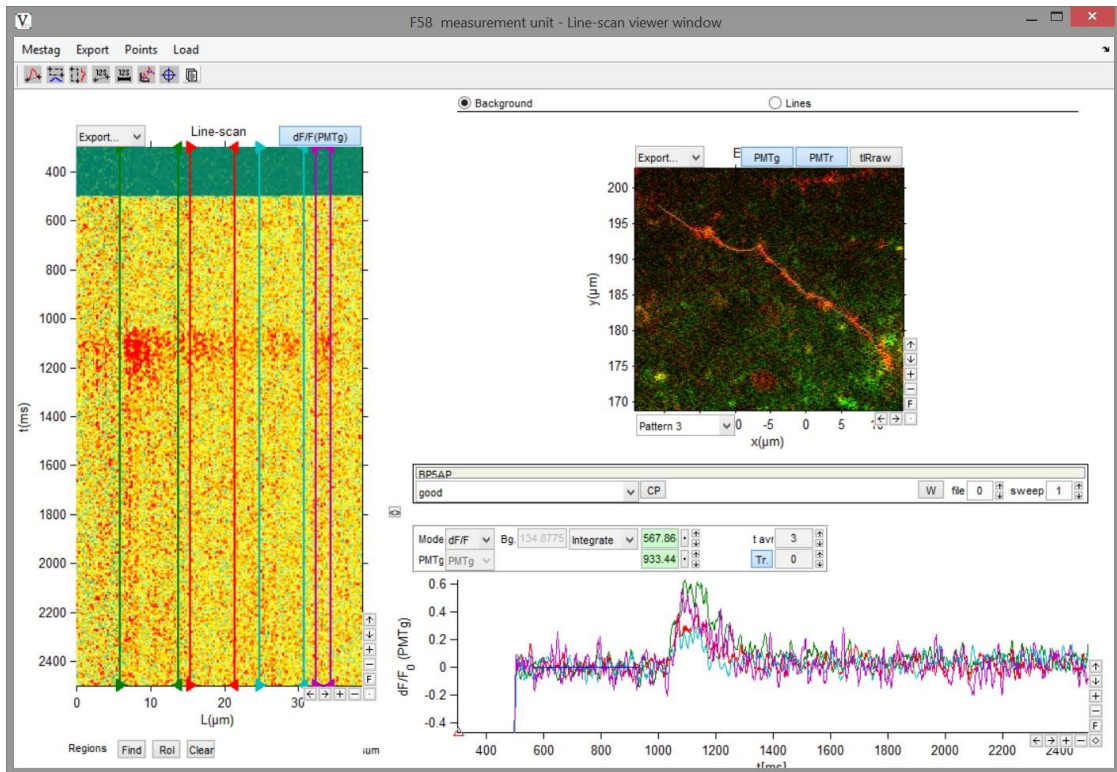 F58 measurement unit - Line-scan viewer window
Mestag Export Points Load
Background Lines
Export... Line-scan dF/F(PMTg)
Export... E PMTg PMTr tIRraw
400
600
800
1000
1200
1400
1600
1800
2000
2200
2400
t(ms)
0 10 20 30
L(µm)
F
Regions Find RoI Clear
200
195
190
185
180
175
170
y(µm)
F
Pattern 3 0 -5 0 5
x(µm)
BPSAP
good CP W file 0 sweep 1
Mode dF/F Bg. 134.8775 Integrate 567.86 t avr 3
PMTg PMTg 933.44 Tr. 0
0.6
0.4
0.2
0
-0.2
-0.4
dF/F0 (PMTg)
F
400 600 800 1000 1200 1400 1600 1800 2000 2200 2400
t[ms]